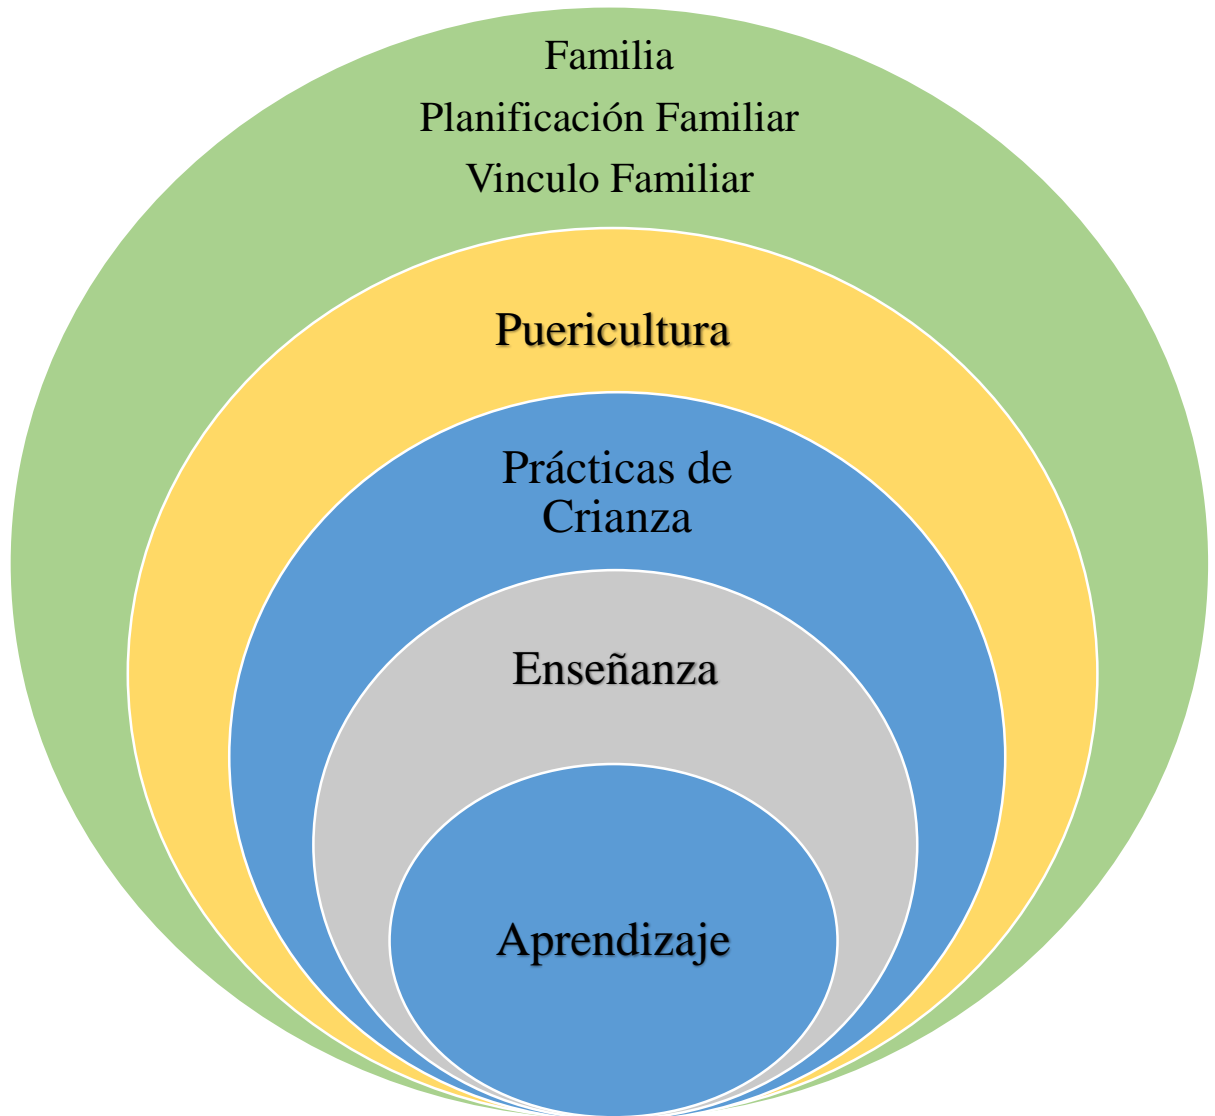 Familia
Planificación Familiar
Vinculo Familiar
Puericultura
Prácticas de
Crianza
Enseñanza
Aprendizaje